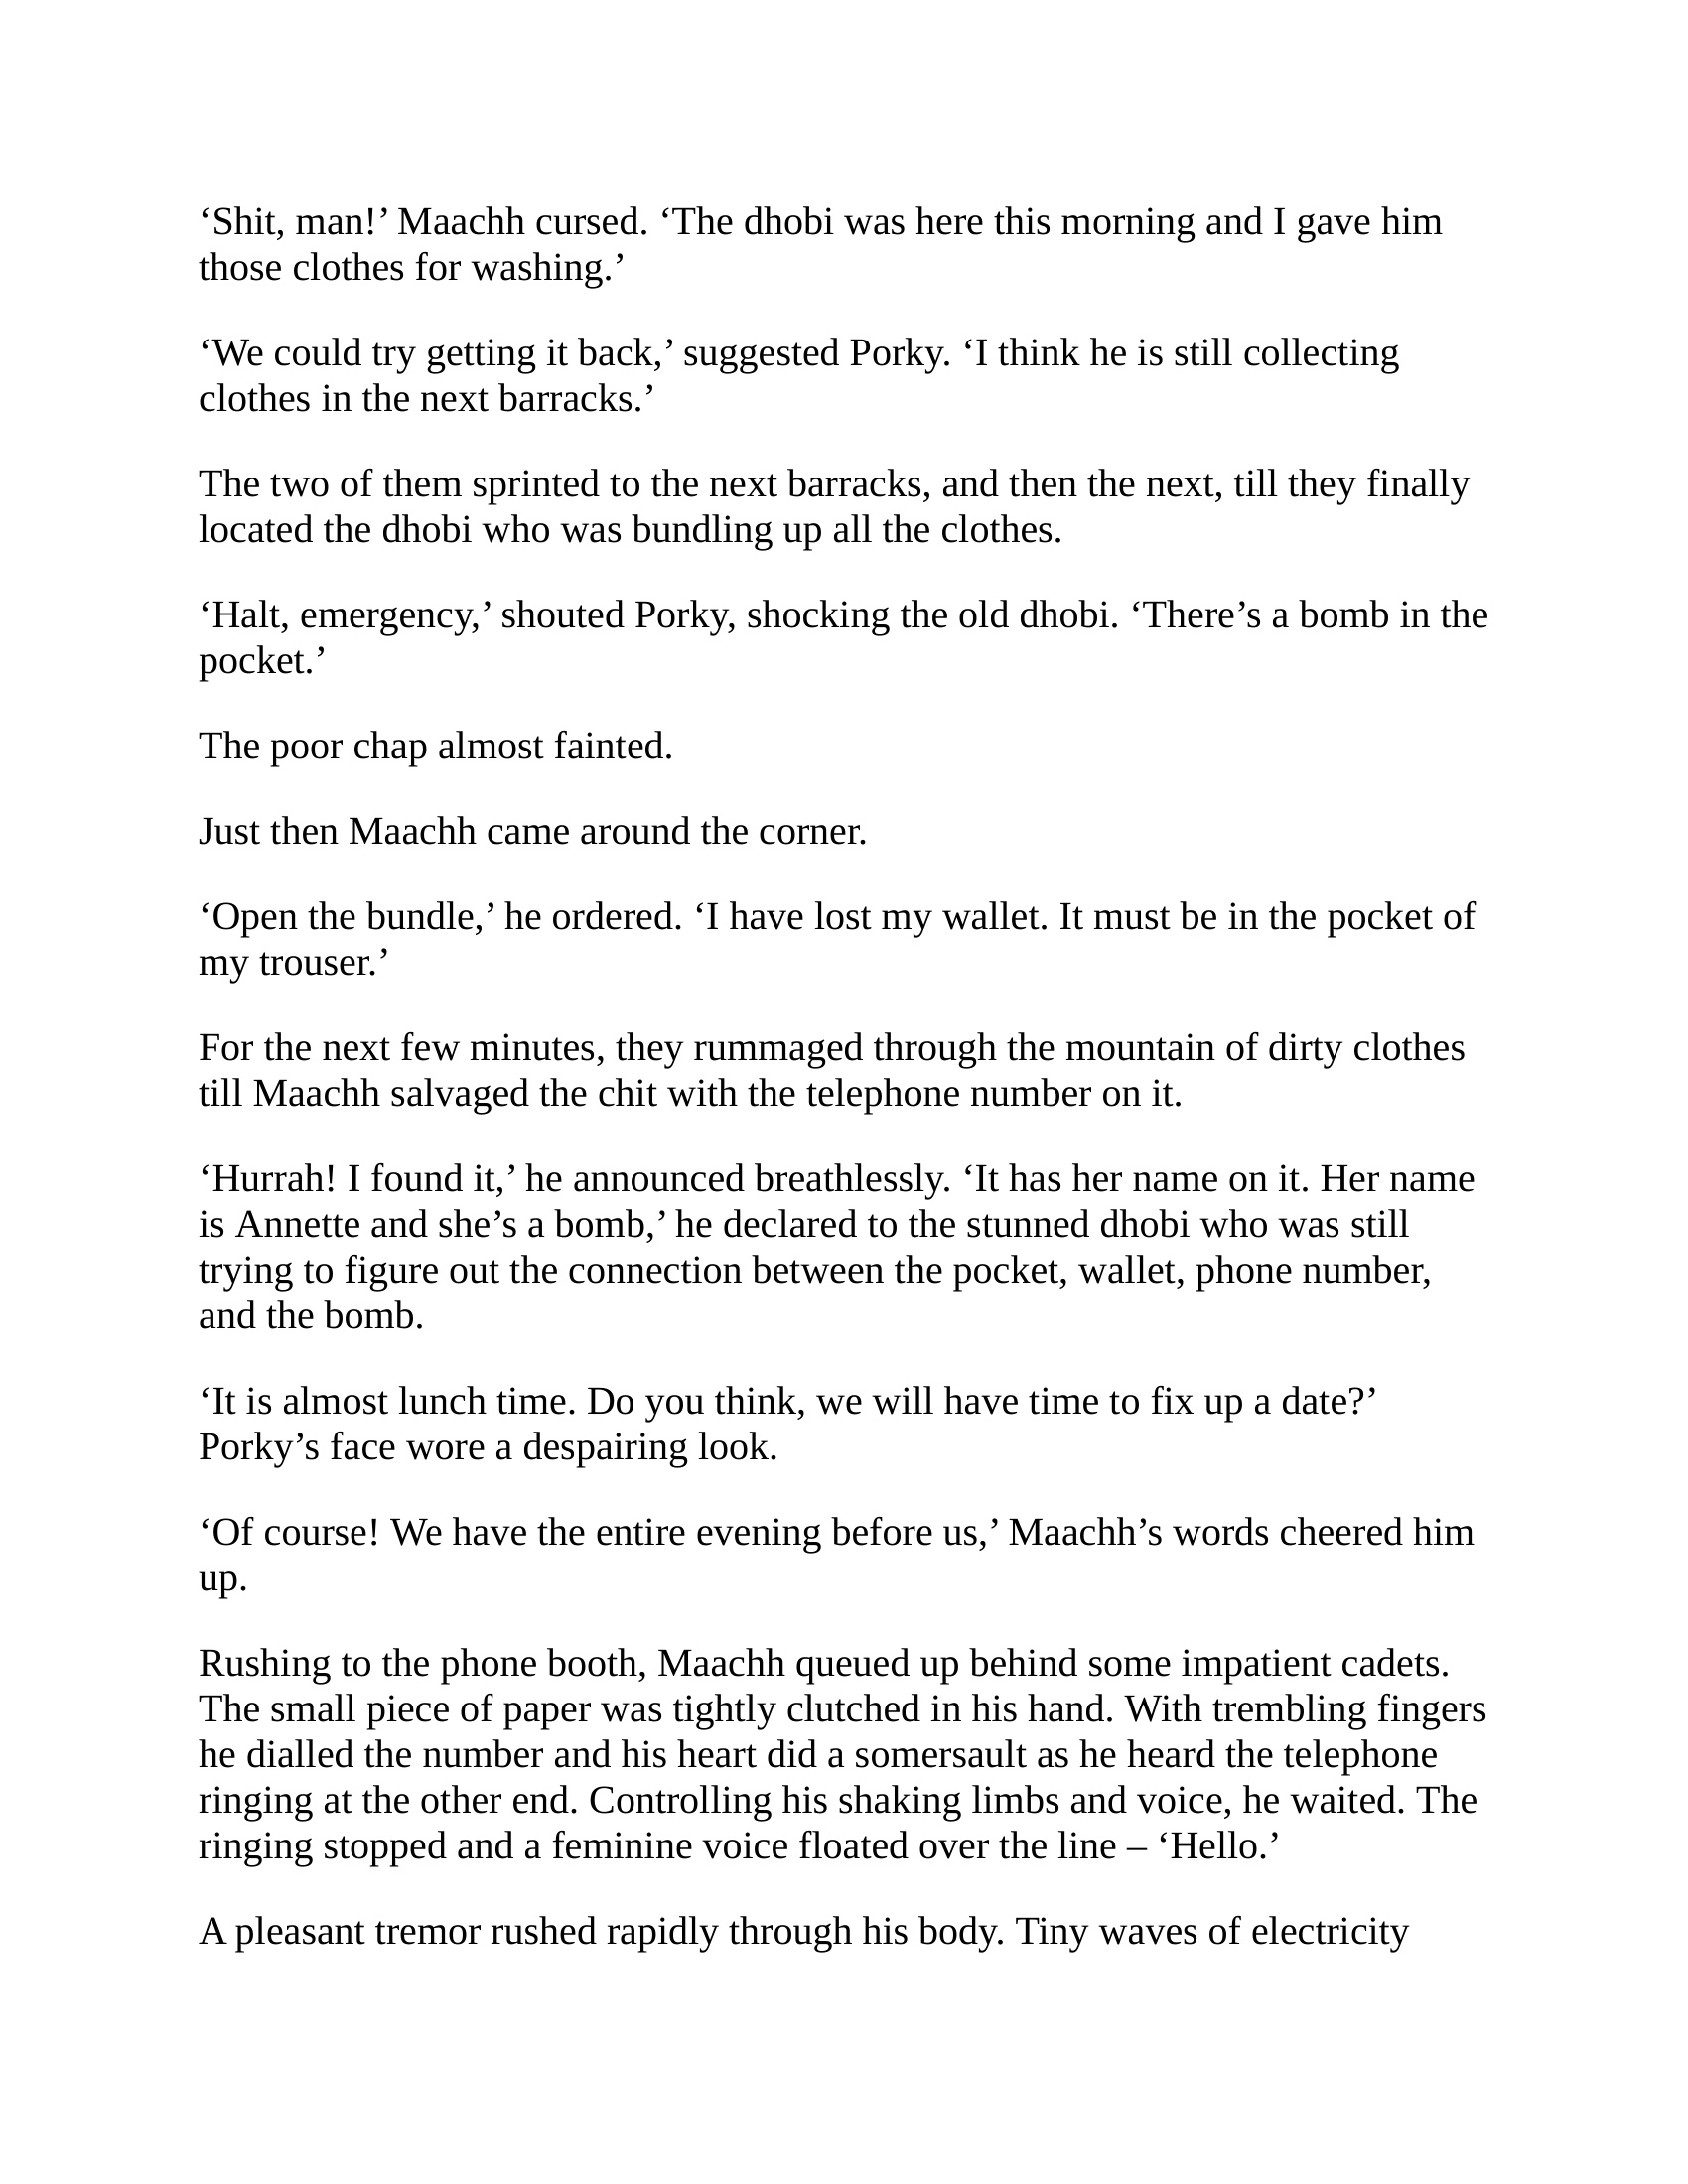 ‘Shit, man!’ Maachh cursed. ‘The dhobi was here this morning and I gave him
those clothes for washing.’
‘We could try getting it back,’ suggested Porky. ‘I think he is still collecting
clothes in the next barracks.’
The two of them sprinted to the next barracks, and then the next, till they finally
located the dhobi who was bundling up all the clothes.
‘Halt, emergency,’ shouted Porky, shocking the old dhobi. ‘There’s a bomb in the
pocket.’
The poor chap almost fainted.
Just then Maachh came around the corner.
‘Open the bundle,’ he ordered. ‘I have lost my wallet. It must be in the pocket of
my trouser.’
For the next few minutes, they rummaged through the mountain of dirty clothes
till Maachh salvaged the chit with the telephone number on it.
‘Hurrah! I found it,’ he announced breathlessly. ‘It has her name on it. Her name
is Annette and she’s a bomb,’ he declared to the stunned dhobi who was still
trying to figure out the connection between the pocket, wallet, phone number,
and the bomb.
‘It is almost lunch time. Do you think, we will have time to fix up a date?’
Porky’s face wore a despairing look.
‘Of course! We have the entire evening before us,’ Maachh’s words cheered him
up.
Rushing to the phone booth, Maachh queued up behind some impatient cadets.
The small piece of paper was tightly clutched in his hand. With trembling fingers
he dialled the number and his heart did a somersault as he heard the telephone
ringing at the other end. Controlling his shaking limbs and voice, he waited. The
ringing stopped and a feminine voice floated over the line – ‘Hello.’
A pleasant tremor rushed rapidly through his body. Tiny waves of electricity